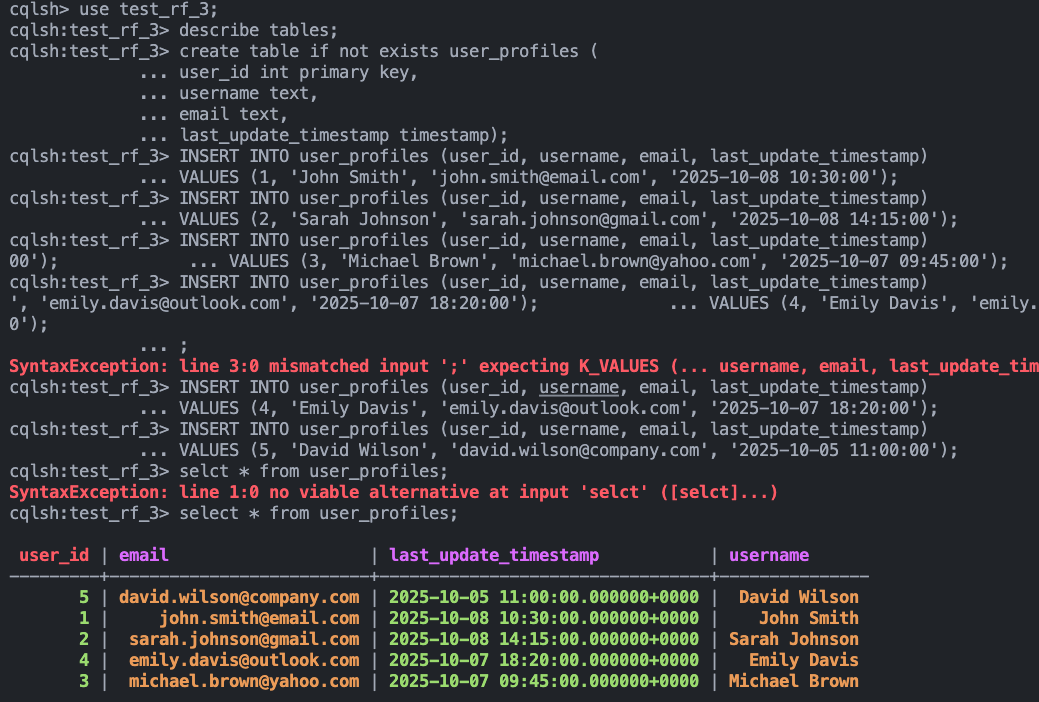 cqlsh> use test_rf_3;
cqlsh:test_rf_3> describe tables;
cqlsh:test_rf_3> create table if not exists user_profiles (
... user_id int primary key,
... username text,
... email text,
... last_update_timestamp timestamp);
cqlsh:test_rf_3> INSERT INTO user_profiles (user_id, username, email, last_update_timestamp)
... VALUES (1, 'John Smith', 'john.smith@email.com', '2025-10-08 10:30:00');
cqlsh:test_rf_3> INSERT INTO user_profiles (user_id, username, email, last_update_timestamp)
... VALUES (2, 'Sarah Johnson', 'sarah.johnson@gmail.com', '2025-10-08 14:15:00');
cqlsh:test_rf_3> INSERT INTO user_profiles (user_id, username, email, last_update_timestamp)
00'); ... VALUES (3, 'Michael Brown', 'michael.brown@yahoo.com', '2025-10-07 09:45:00');
cqlsh:test_rf_3> INSERT INTO user_profiles (user_id, username, email, last_update_timestamp)
', 'emily.davis@outlook.com', '2025-10-07 18:20:00'); ... VALUES (4, 'Emily Davis', 'emily.
0');
... ;
SyntaxException: line 3:0 mismatched input ';' expecting K_VALUES (... username, email, last_update_tim
cqlsh:test_rf_3> INSERT INTO user_profiles (user_id, username, email, last_update_timestamp)
... VALUES (4, 'Emily Davis', 'emily.davis@outlook.com', '2025-10-07 18:20:00');
cqlsh:test_rf_3> INSERT INTO user_profiles (user_id, username, email, last_update_timestamp)
... VALUES (5, 'David Wilson', 'david.wilson@company.com', '2025-10-05 11:00:00');
cqlsh:test_rf_3> selct * from user_profiles;
SyntaxException: line 1:0 no viable alternative at input 'selct' ([selct]...)
cqlsh:test_rf_3> select * from user_profiles;
user_id | email | last_update_timestamp | username
5 | david.wilson@company.com | 2025-10-05 11:00:00.000000+0000 | David Wilson
1 | john.smith@email.com | 2025-10-08 10:30:00.000000+0000 | John Smith
2 | sarah.johnson@gmail.com | 2025-10-08 14:15:00.000000+0000 | Sarah Johnson
4 | emily.davis@outlook.com | 2025-10-07 18:20:00.000000+0000 | Emily Davis
3 | michael.brown@yahoo.com | 2025-10-07 09:45:00.000000+0000 | Michael Brown